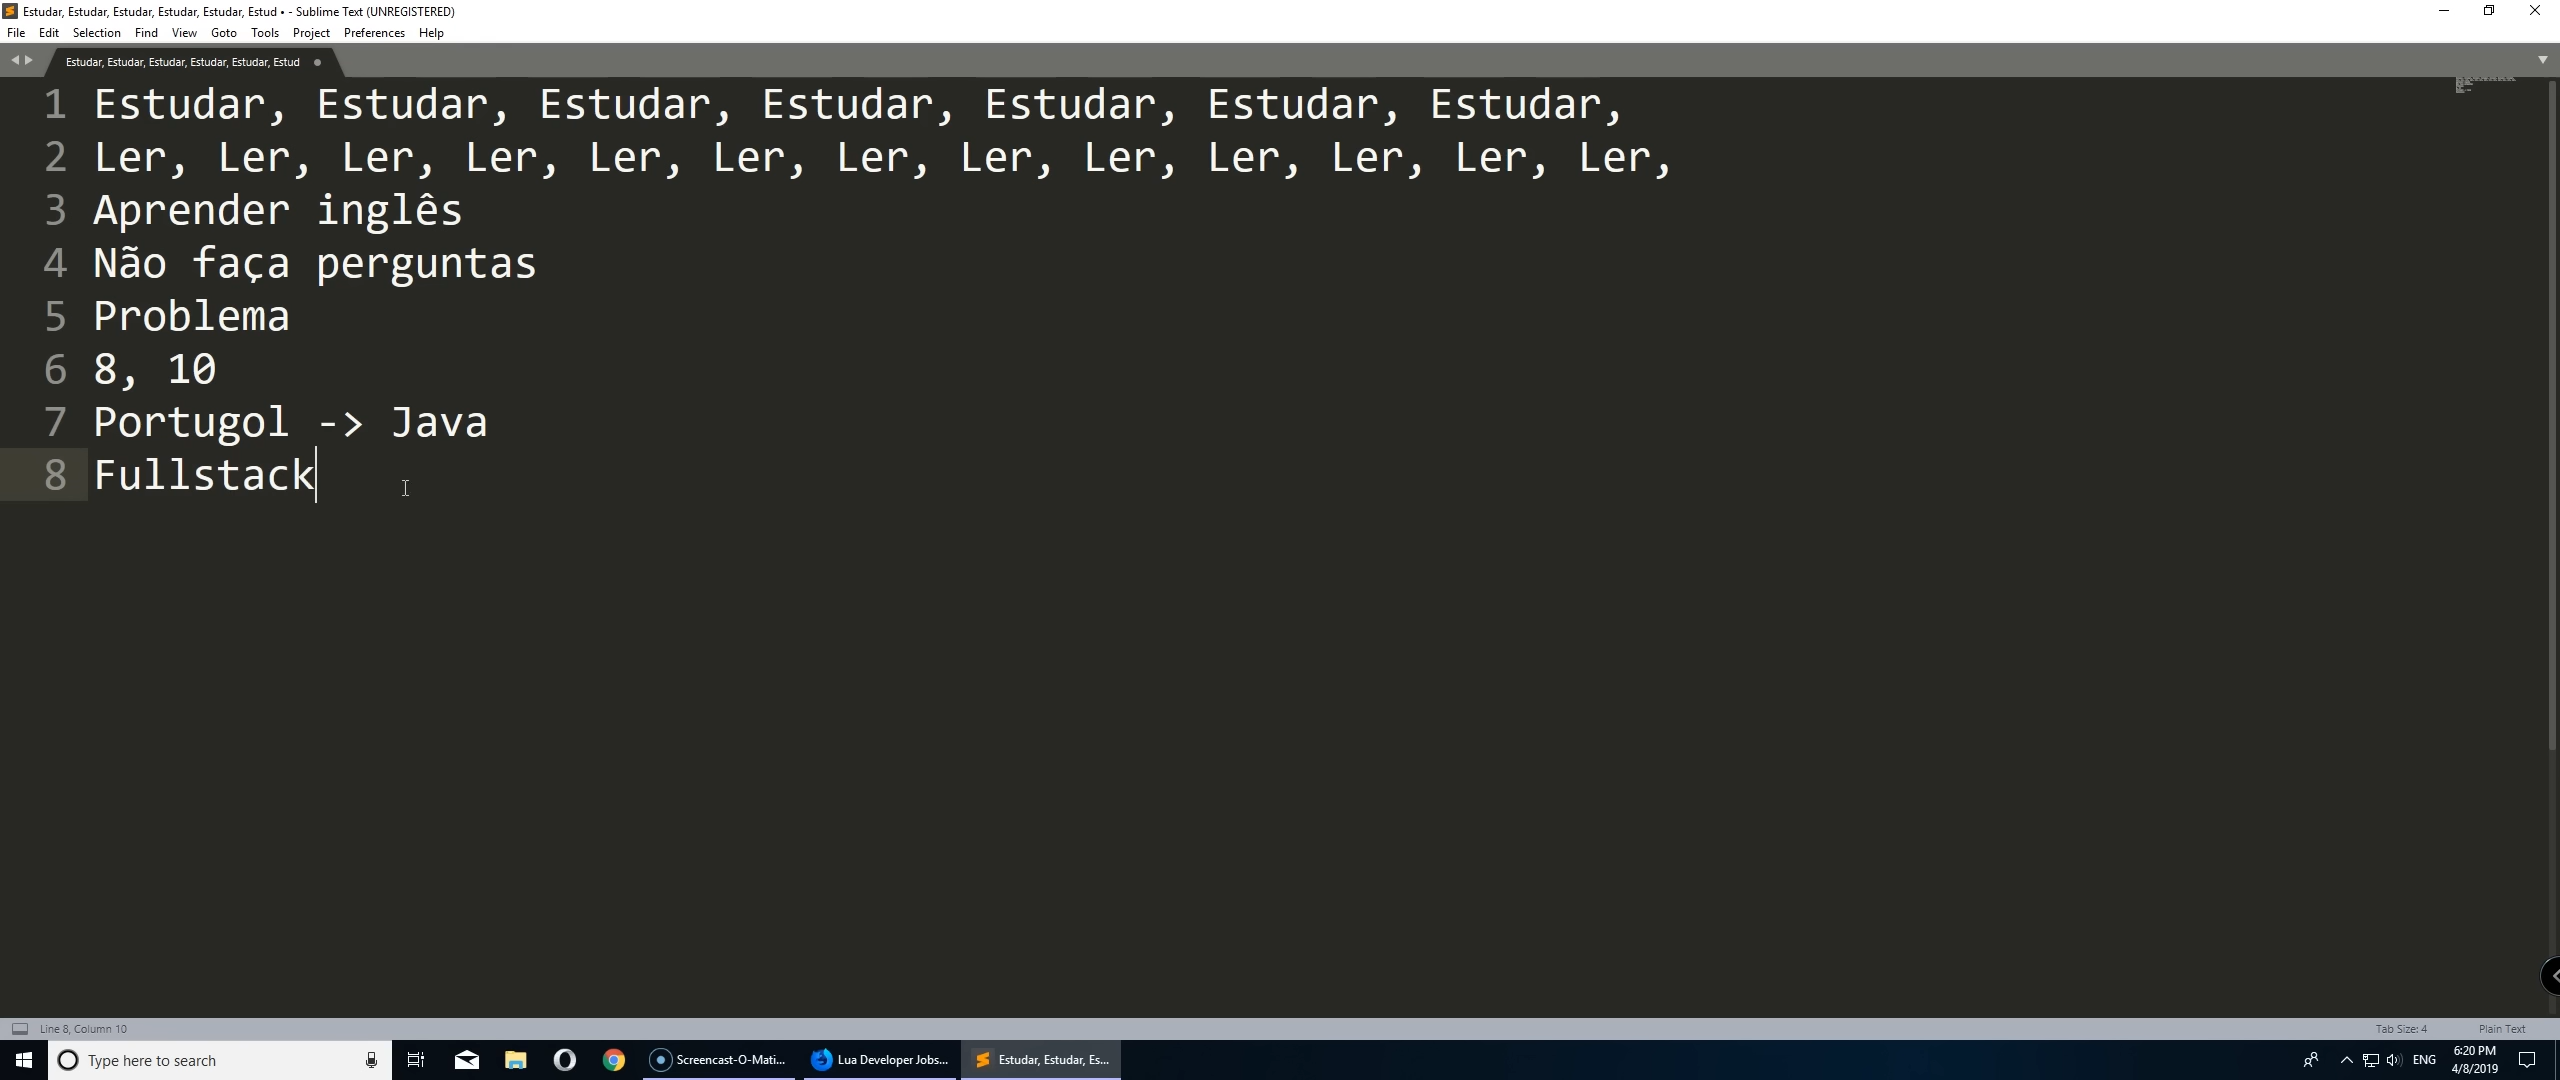 Estudar, Estudar, Estudar, Estudar, Estudar, Estud • - Sublime Text (UNREGISTERED)
File Edit Selection Find View Goto Tools Project Preferences Help
Estudar, Estudar, Estudar, Estudar, Estudar, Estud
1 Estudar, Estudar, Estudar, Estudar, Estudar, Estudar, Estudar,
2 Ler, Ler, Ler, Ler, Ler, Ler, Ler, Ler, Ler, Ler, Ler, Ler, Ler,
3 Aprender inglês
4 Não faça perguntas
5 Problema
6 8, 10
7 Portugol -> Java
8 Fullstack
Line 8, Column 10 Tab Size: 4 Plain Text
Type here to search Screencast-O-Mati... Lua Developer Jobs... Estudar, Estudar, Es... ENG 6:20 PM
4/8/2019